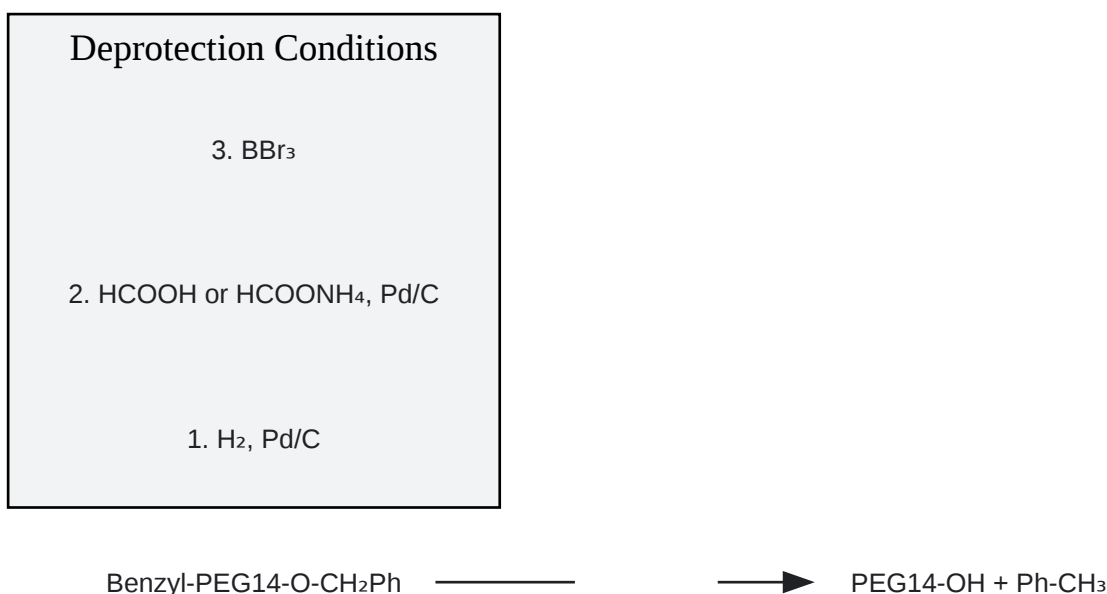 Deprotection Conditions
3. BBr₃
2. HCOOH or HCOONH₄, Pd/C
1. H₂, Pd/C
Benzyl-PEG14-O-CH₂Ph PEG14-OH + Ph-CH₃